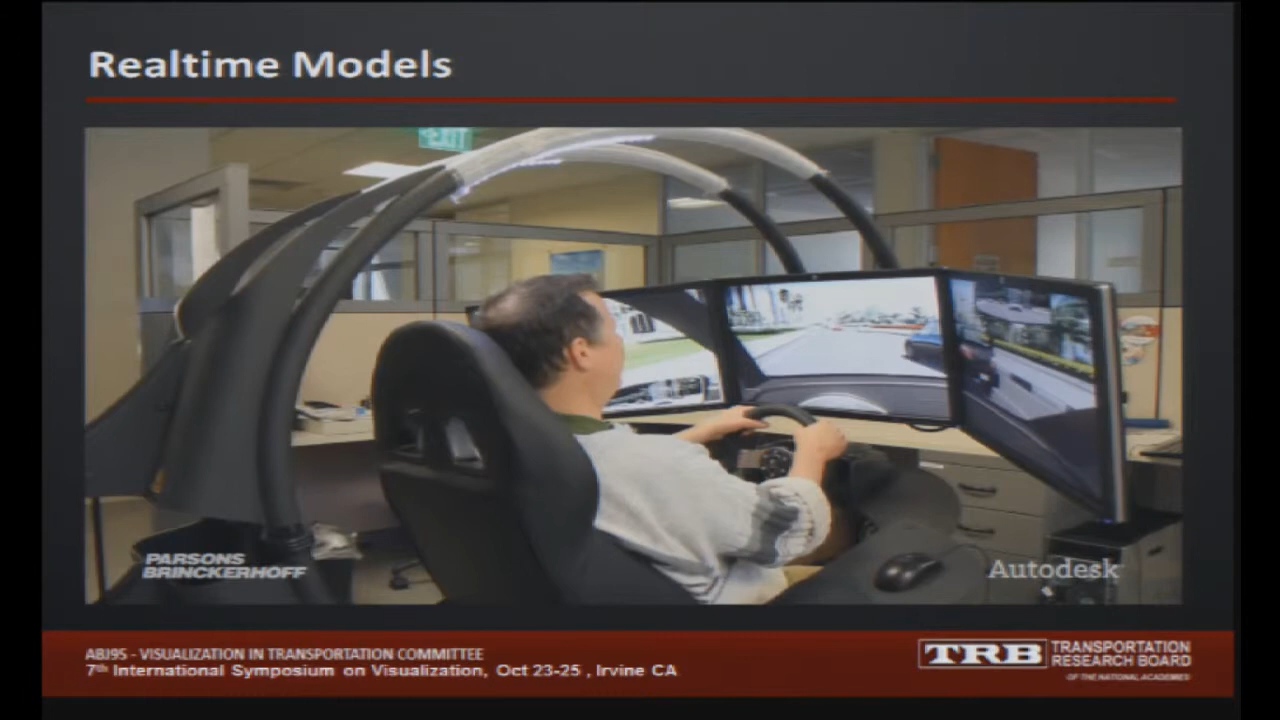 Realtime Models
EXIT
PARSONS
BRINCKERHOFF
Autodesk
ABJ95 - VISUALIZATION IN TRANSPORTATION COMMITTEE
7th International Symposium on Visualization, Oct 23-25 , Irvine CA
TRB TRANSPORTATION
RESEARCH BOARD
OF THE NATIONAL ACADEMIES